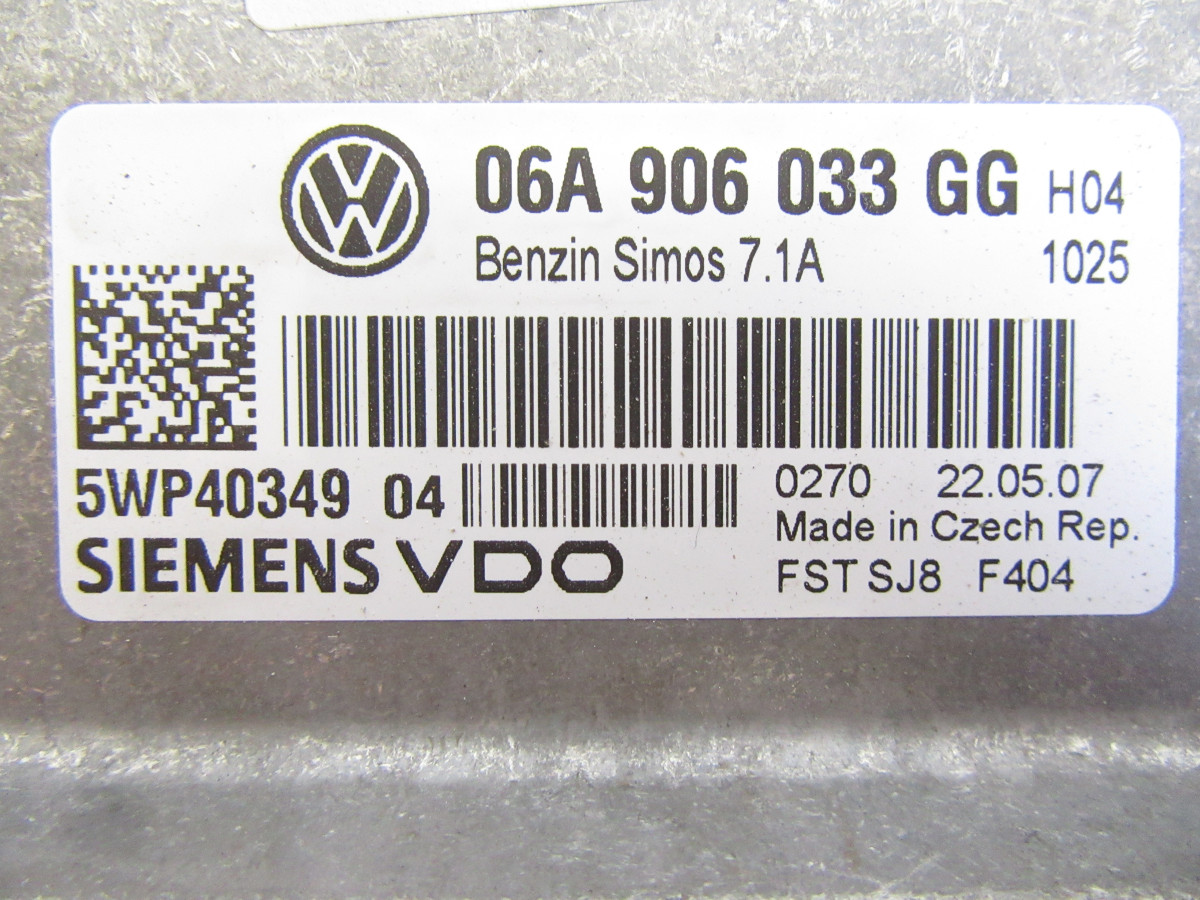 06A 906 033 GG H04
Benzin Simos 7.1A 1025
5WP40349 04
0270 22.05.07
Made in Czech Rep.
SIEMENS VDO
FST SJ8 F404